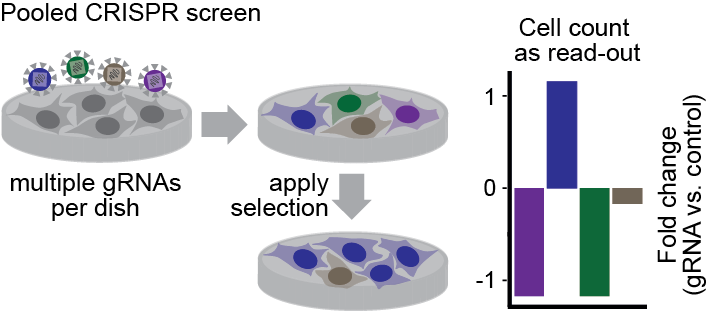 Pooled CRISPR screen
multiple gRNAs
per dish
apply
selection
Cell count
as read-out
1
0
-1
Fold change
(gRNA vs. control)